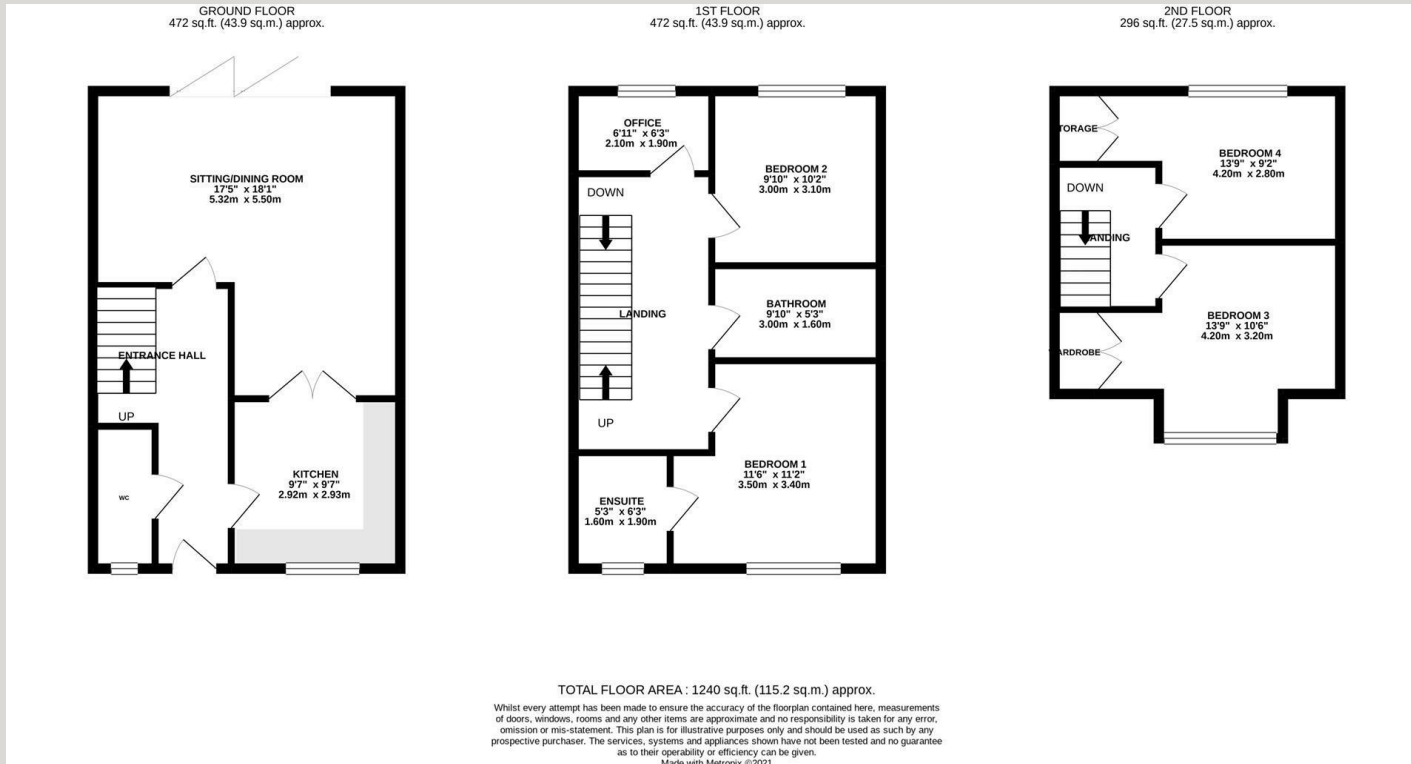 GROUND FLOOR
472 sq.ft. (43.9 sq.m.) approx.
SITTING/DINING ROOM
17'5" x 18'1"
5.32m x 5.50m
ENTRANCE HALL
UP
WC
KITCHEN
9'7" x 9'7"
2.92m x 2.93m
1ST FLOOR
472 sq.ft. (43.9 sq.m.) approx.
OFFICE
6'11" x 6'3"
2.10m x 1.90m
DOWN
BEDROOM 2
9'10" x 10'2"
3.00m x 3.10m
LANDING
BATHROOM
9'10" x 5'3"
3.00m x 1.60m
UP
BEDROOM 1
11'6" x 11'2"
3.50m x 3.40m
ENSUITE
5'3" x 6'3"
1.60m x 1.90m
2ND FLOOR
296 sq.ft. (27.5 sq.m.) approx.
STORAGE
BEDROOM 4
13'9" x 9'2"
4.20m x 2.80m
DOWN
LANDING
BEDROOM 3
13'9" x 10'6"
4.20m x 3.20m
WARDROBE
TOTAL FLOOR AREA : 1240 sq.ft. (115.2 sq.m.) approx.
Whilst every attempt has been made to ensure the accuracy of the floorplan contained here, measurements
of doors, windows, rooms and any other items are approximate and no responsibility is taken for any error,
omission or mis-statement. This plan is for illustrative purposes only and should be used as such by any
prospective purchaser. The services, systems and appliances shown have not been tested and no guarantee
as to their operability or efficiency can be given.
Made with Metropix ©2021